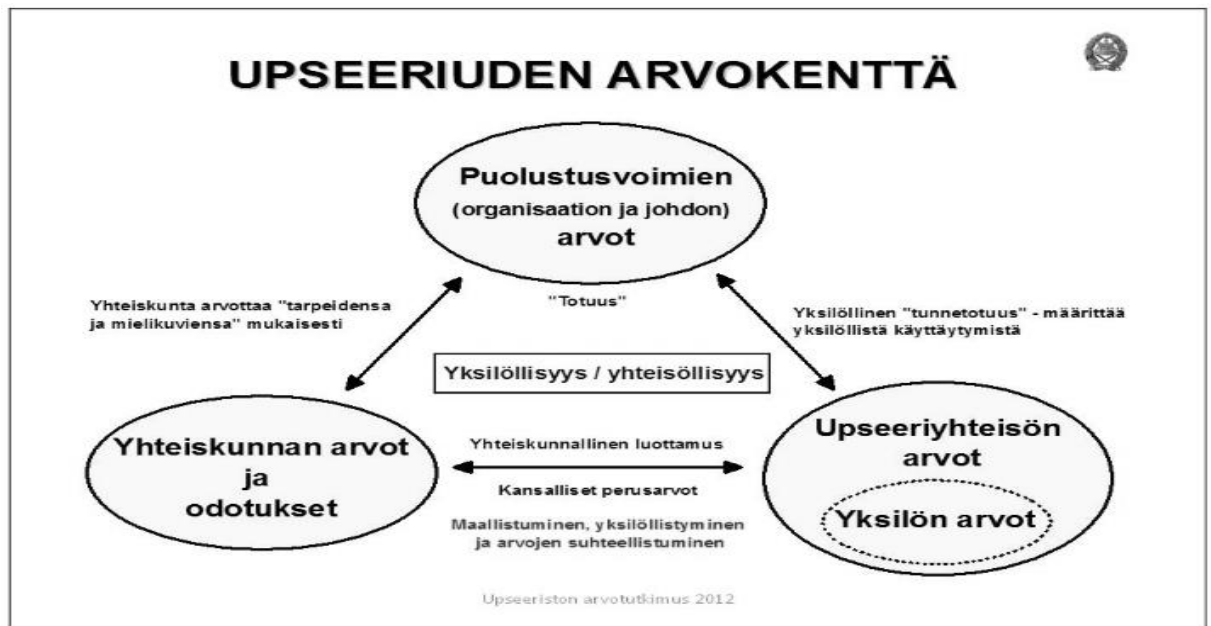 UPSEERIUDEN ARVOKENTTÄ
Puolustusvoimien
(organisaation ja johdon)
arvot
Yhteiskunta arvottaa "tarpeidensa
ja mielikuviensa" mukaisesti
"Totuus"
Yksilöllinen "tunnetotuus" - määrittää
yksilöllistä käyttäytymistä
Yksilöllisyys / yhteisöllisyys
Yhteiskunnan arvot
ja
odotukset
Yhteiskunnallinen luottamus
Kansalliset perusarvot
Maallistuminen, yksilöllistyminen
ja arvojen suhteellistuminen
Upseeriyhteisön
arvot
Yksilön arvot
Upseeriston arvotutkimus 2012